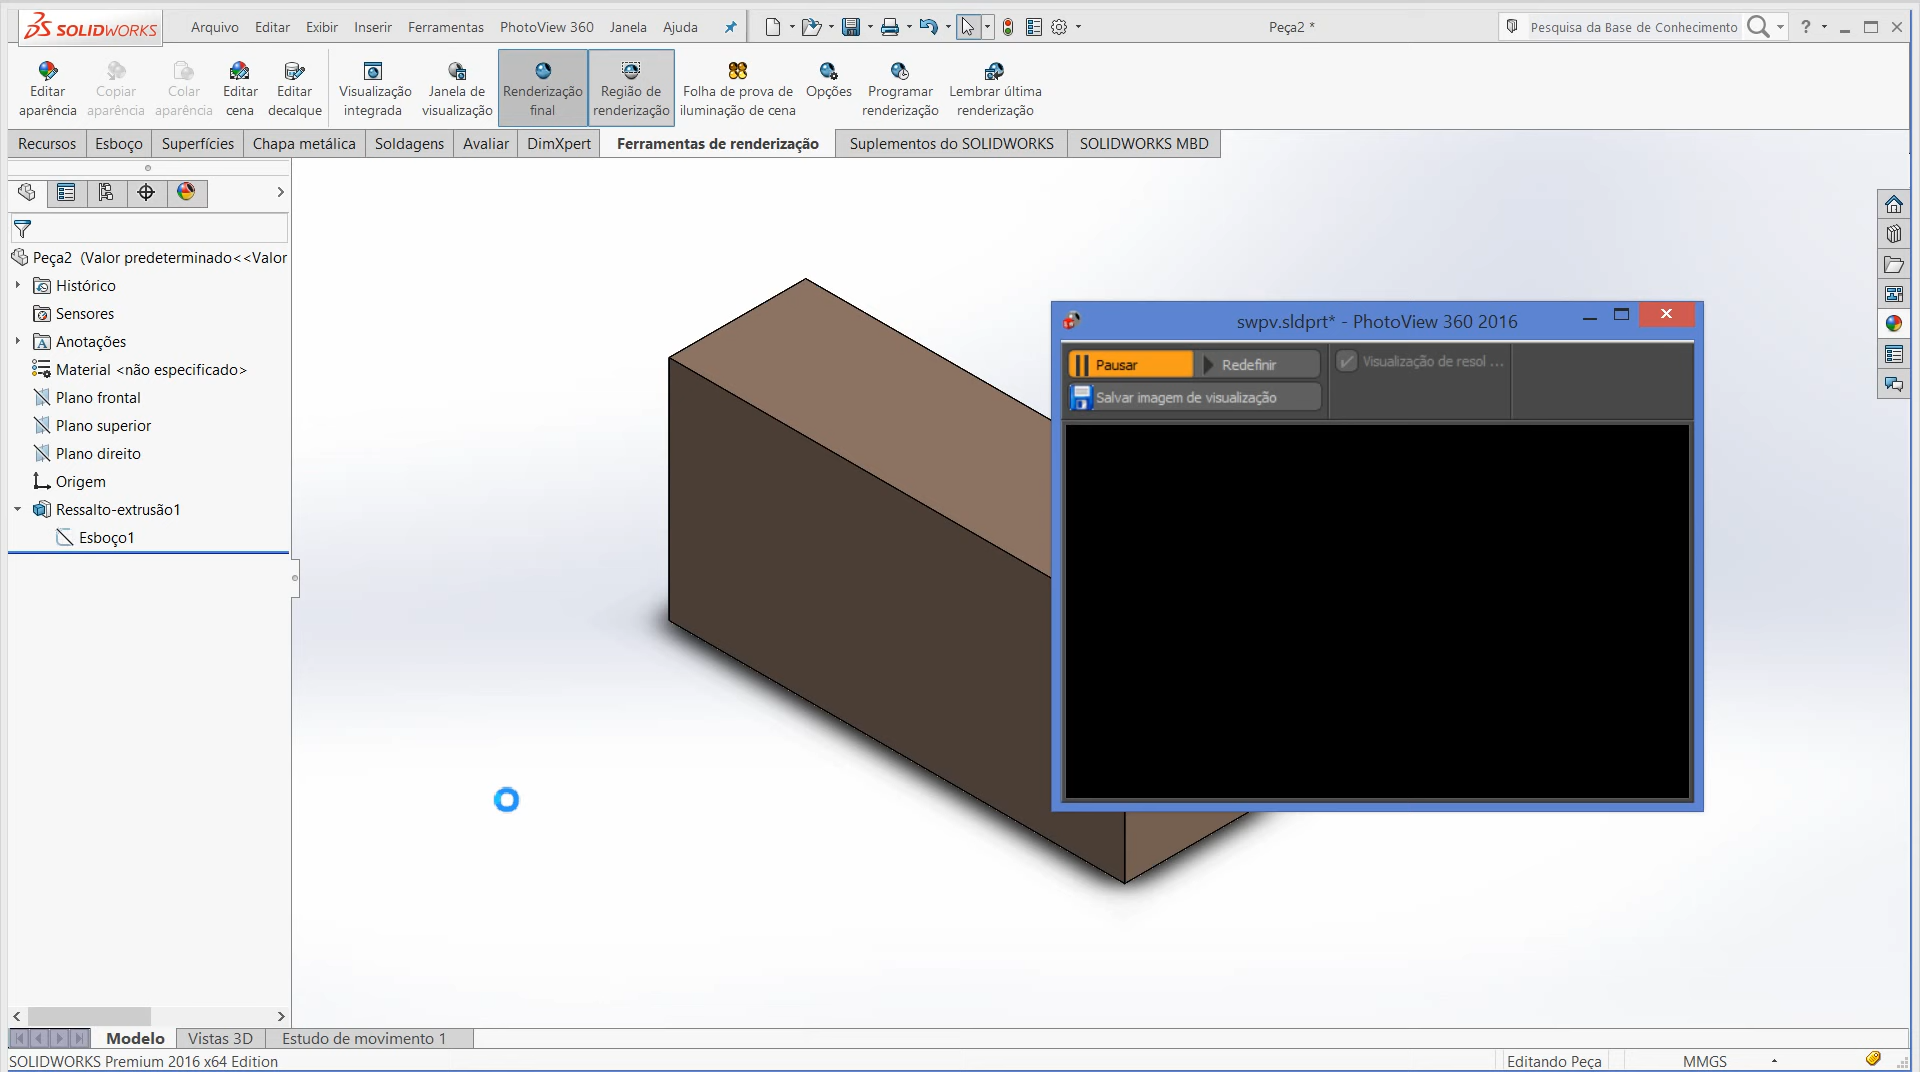 SOLIDWORKS Arquivo Editar Exibir Inserir Ferramentas PhotoView 360 Janela Ajuda Peça2 * Pesquisa da Base de Conhecimento ?
Editar aparência
Copiar aparência
Colar aparência
Editar cena
Editar decalque
Visualização integrada
Janela de visualização
Renderização final
Região de renderização
Folha de prova de iluminação de cena
Opções
Programar renderização
Lembrar última renderização
Recursos Esboço Superfícies Chapa metálica Soldagens Avaliar DimXpert Ferramentas de renderização Suplementos do SOLIDWORKS SOLIDWORKS MBD
Peça2 (Valor predeterminado<<Valor
Histórico
Sensores
A Anotações
Material <não especificado>
Plano frontal
Plano superior
Plano direito
Origem
Ressalto-extrusão1
Esboço1
swpv.sldprt* - PhotoView 360 2016
Pausar Redefinir Visualização de resol ...
Salvar imagem de visualização
Modelo Vistas 3D Estudo de movimento 1
SOLIDWORKS Premium 2016 x64 Edition Editando Peça MMGS